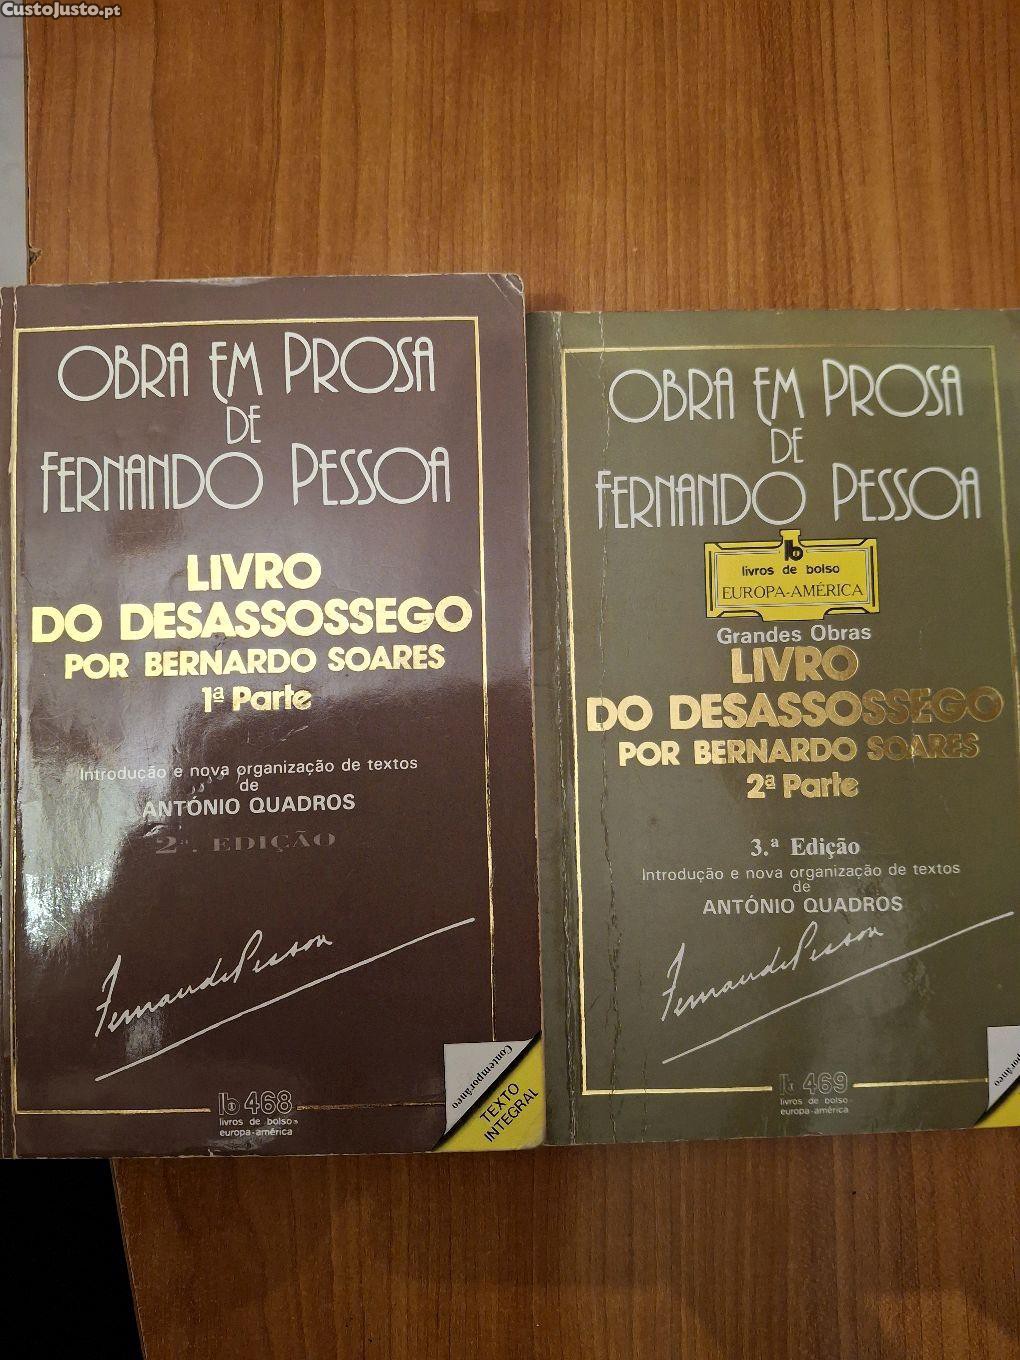 CustoJusto.pt
OBRA EM PROSA
DE
FERNANDO PESSOA
LIVRO
DO DESASSOSSEGO
POR BERNARDO SOARES
1ª Parte
Introdução e nova organização de textos
de
ANTÓNIO QUADROS
2ª. EDIÇÃO
Fernando Pessoa
Contemporâneo
TEXTO
INTEGRAL
lb 468
livros de bolso
europa-américa
OBRA EM PROSA
DE
FERNANDO PESSOA
lb
livros de bolso
EUROPA-AMÉRICA
Grandes Obras
LIVRO
DO DESASSOSSEGO
POR BERNARDO SOARES
2ª Parte
3.ª Edição
Introdução e nova organização de textos
de
ANTÓNIO QUADROS
Fernando Pessoa
lb 469
livros de bolso
europa-américa